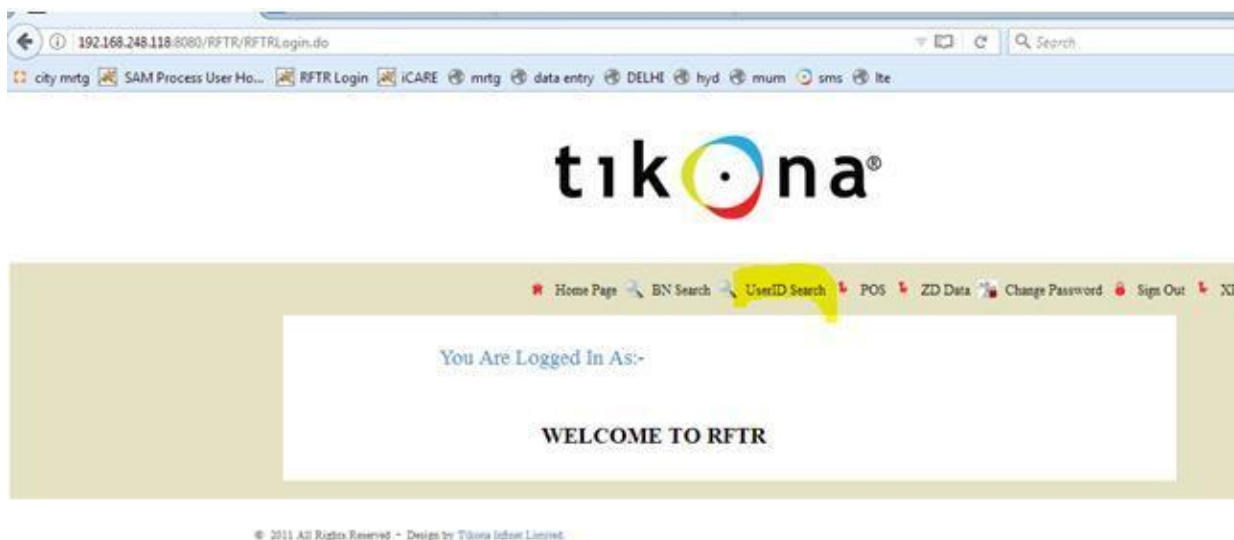 192.168.248.118:8080/RFTR/RFTRLogin.do
Search
city mrtg SAM Process User Ho... RFTR Login iCARE mrtg data entry DELHI hyd mum sms lte
tıkona®
Home Page BN Search UserID Search POS ZD Data Change Password Sign Out
You Are Logged In As:-
WELCOME TO RFTR
© 2011 All Rights Reserved - Design by Tikona Infinet Limited.